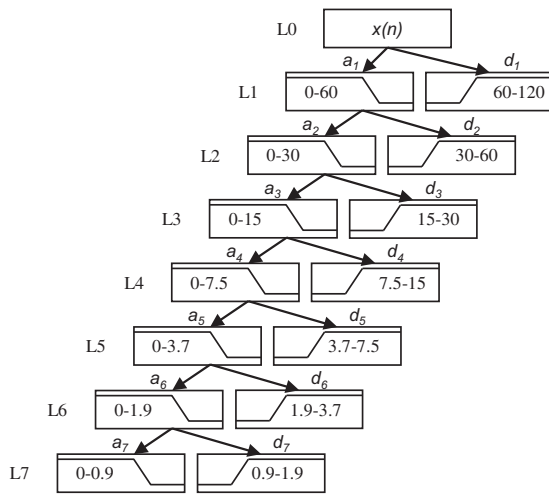 L0 x(n)
a1 d1
L1 0-60 60-120
a2 d2
L2 0-30 30-60
a3 d3
L3 0-15 15-30
a4 d4
L4 0-7.5 7.5-15
a5 d5
L5 0-3.7 3.7-7.5
a6 d6
L6 0-1.9 1.9-3.7
a7 d7
L7 0-0.9 0.9-1.9